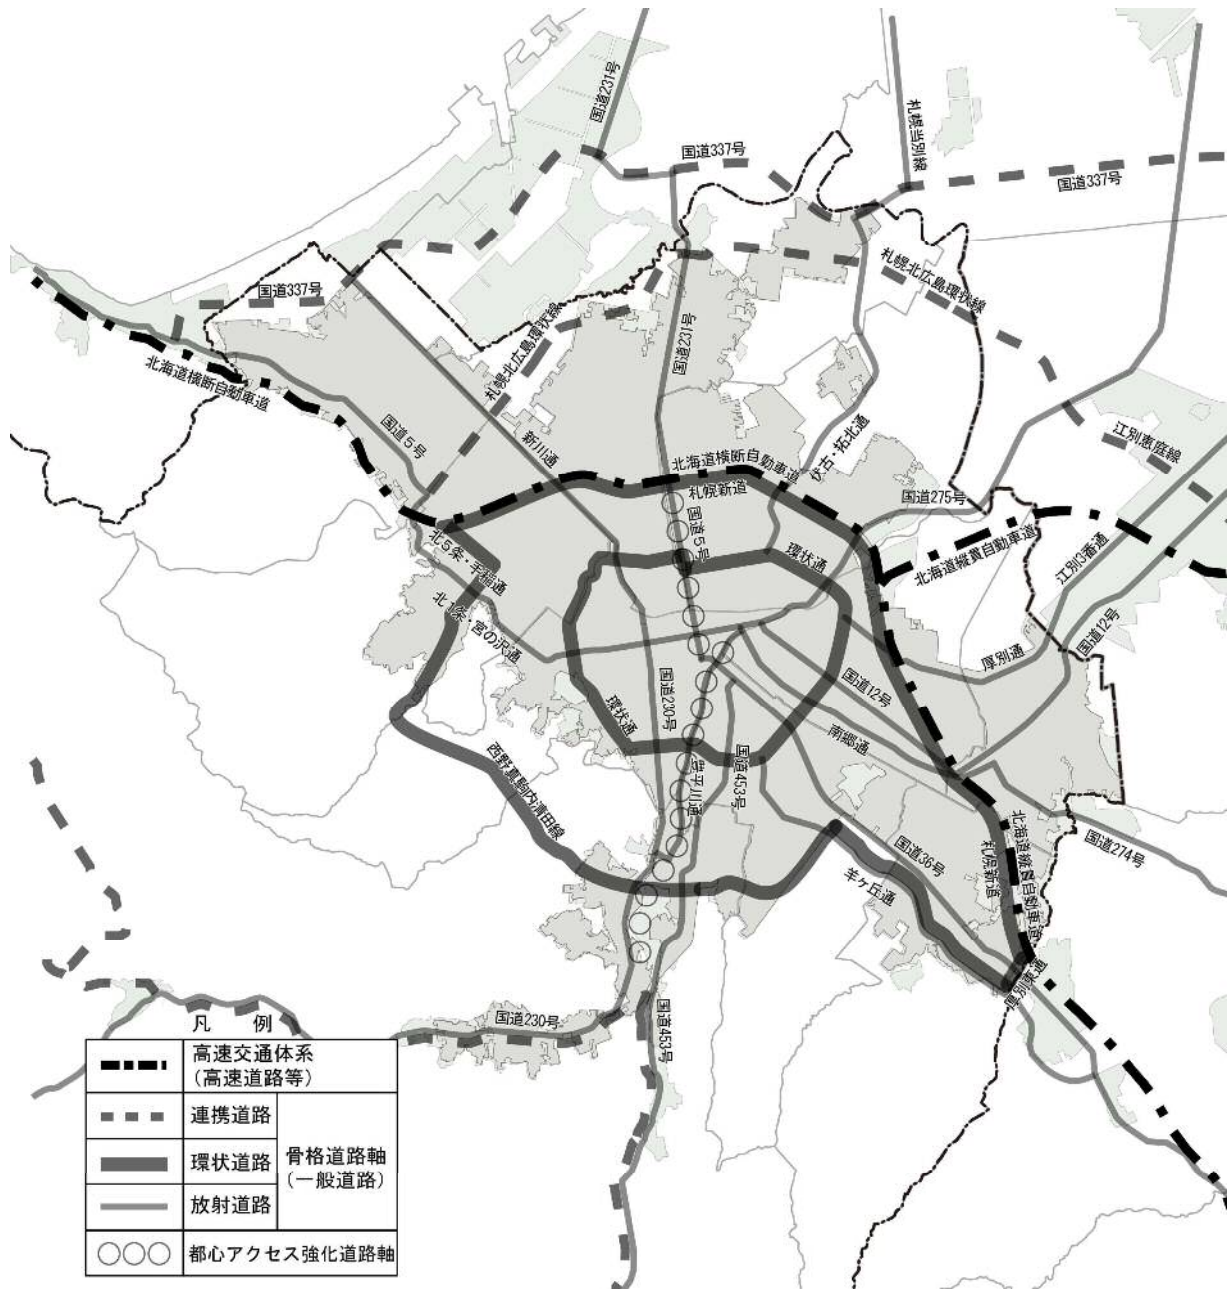 国道231号
札幌当別線
国道337号
国道337号
国道337号
札幌北広島環状線
国道231号
札幌北広島環状線
北海道横断自動車道
国道5号
新川通
伏古・拓北通
江別恵庭線
北海道横断自動車道
札幌新道
国道275号
国道5号
北海道縦貫自動車道
江別3番通
北5条・手稲通
環状通
北1条・宮の沢通
国道12号
厚別通
国道230号
国道12号
環状通
南郷通
国道453号
豊平川通
西野真駒内清田線
国道36号
羊ヶ丘通
札幌新道
北海道縦貫自動車道
国道274号
厚別東通
国道230号
国道453号
凡 例
高速交通体系
(高速道路等)
連携道路
環状道路
骨格道路軸
(一般道路)
放射道路
都心アクセス強化道路軸